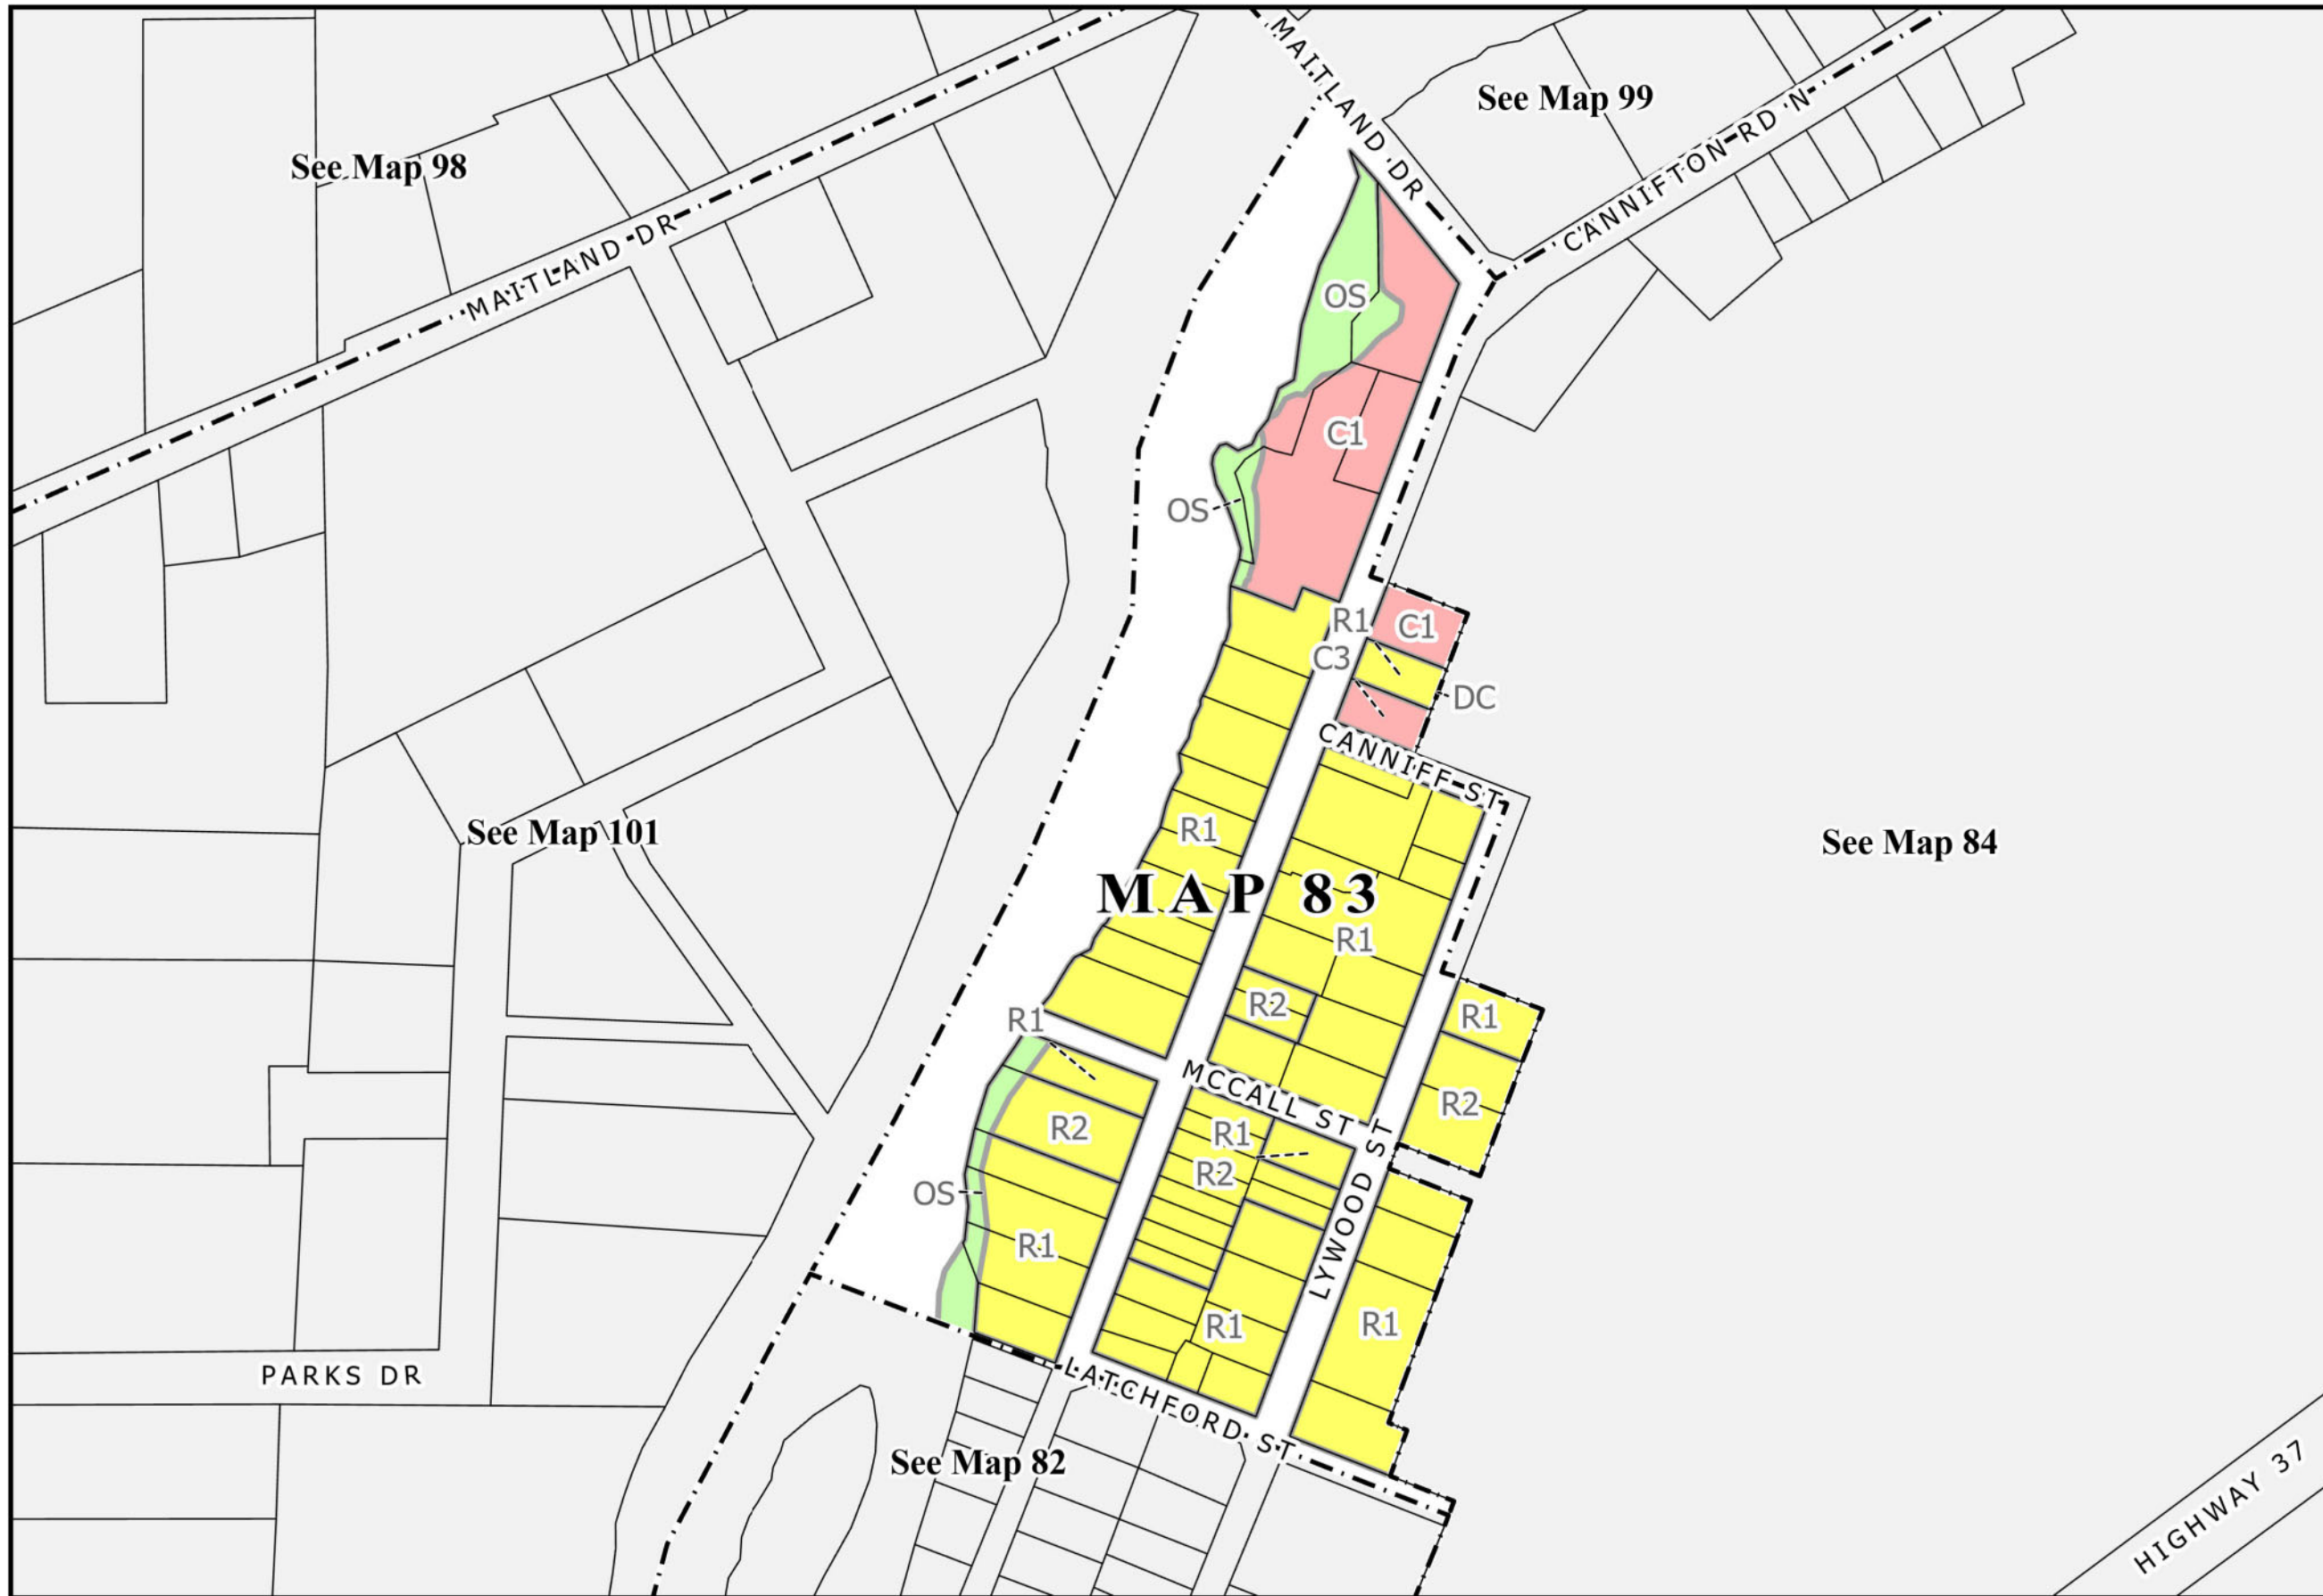 MAITLAND DR
See Map 99
CANNIFTON RD N
See Map 98
MAITLAND DR
OS
C1
OS
R1
C1
C3
DC
CANNIFF ST
See Map 101
R1
See Map 84
MAP 83
R1
R2
R1
R1
MCCALL ST
R2
R2
R1
R2
OS
LYWOOD ST
R1
R1
R1
PARKS DR
LATCHFORD ST
See Map 82
HIGHWAY 37